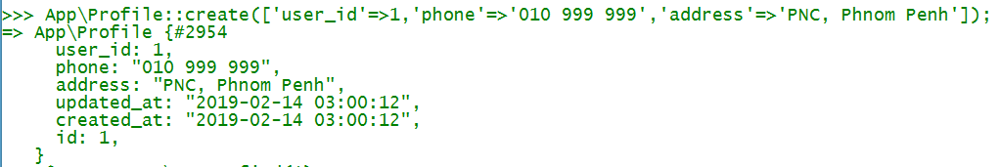 >>> App\Profile::create(['user_id'=>1,'phone'=>'010 999 999','address'=>'PNC, Phnom Penh']);
=> App\Profile {#2954
     user_id: 1,
     phone: "010 999 999",
     address: "PNC, Phnom Penh",
     updated_at: "2019-02-14 03:00:12",
     created_at: "2019-02-14 03:00:12",
     id: 1,
   }